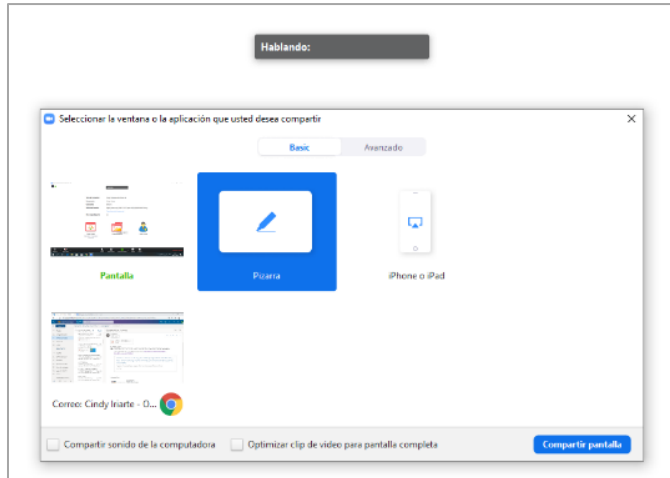 Hablando:
Seleccionar la ventana o la aplicación que usted desea compartir
Basic Avanzado
Pantalla Pizarra iPhone o iPad
Correo: Cindy Iriarte - O...
Compartir sonido de la computadora Optimizar clip de video para pantalla completa Compartir pantalla